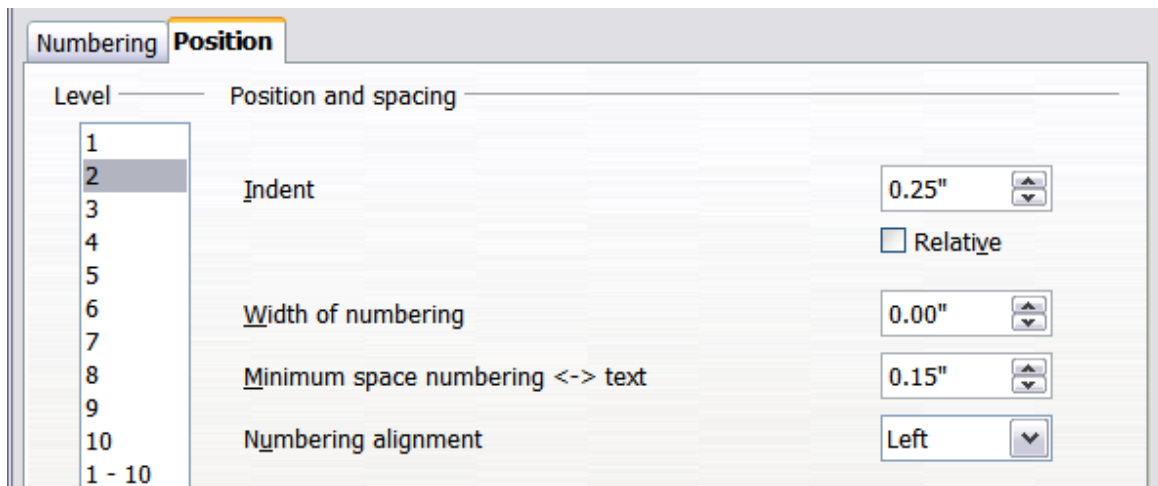 Numbering Position
Level Position and spacing
1
2
Indent 0.25"
3
4
Relative
5
6
Width of numbering 0.00"
7
8
Minimum space numbering <-> text 0.15"
9
10
Numbering alignment Left
1 - 10